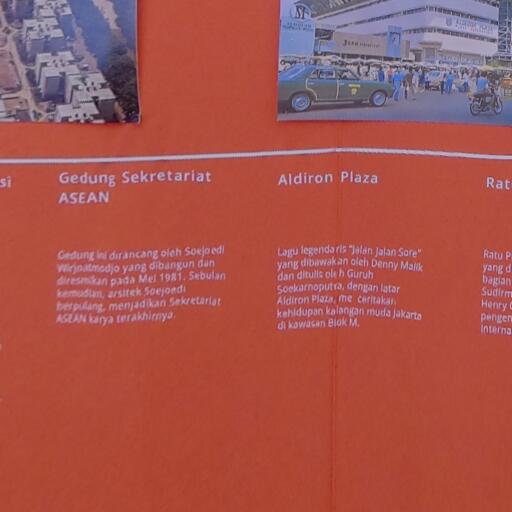 si
Gedung Sekretariat
ASEAN
Gedung ini dirancang oleh Soejoedi
Wirjoatmodjo yang dibangun dan
diresmikan pada Mei 1981. Sebulan
kemudian, arsitek Soejoedi
berpulang, menjadikan Sekretariat
ASEAN karya terakhirnya.
Aldiron Plaza
Lagu legendaris "Jalan Jalan Sore"
yang dibawakan oleh Denny Malik
dan ditulis oleh Guruh
Soekarnoputra, dengan latar
Aldiron Plaza, me ceritakan
kehidupan kalangan muda Jakarta
di kawasan Blok M.
Rat
Ratu P
yang d
bagian
Sudirm
Henry
penger
Interna